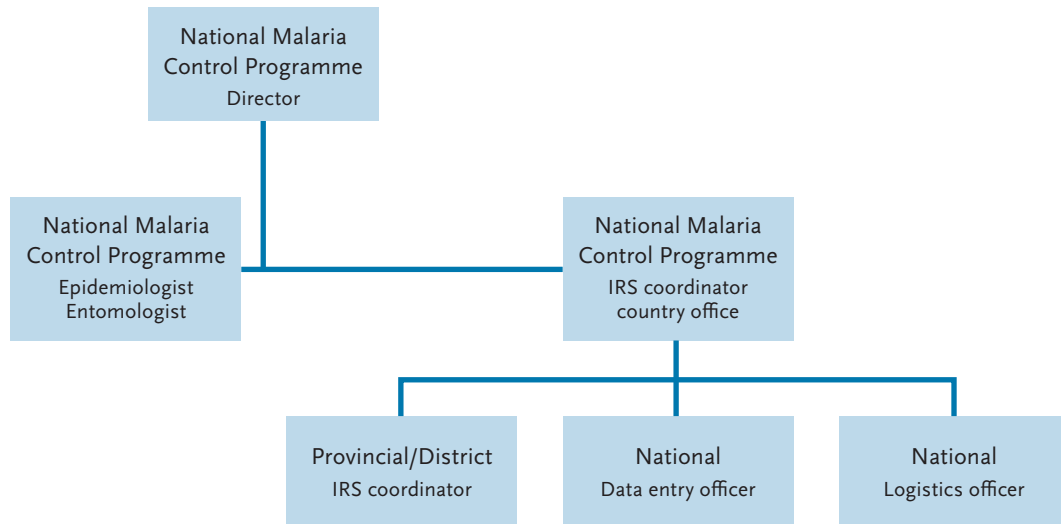 National Malaria
Control Programme
Director
National Malaria
Control Programme
Epidemiologist
Entomologist
National Malaria
Control Programme
IRS coordinator
country office
Provincial/District
IRS coordinator
National
Data entry officer
National
Logistics officer